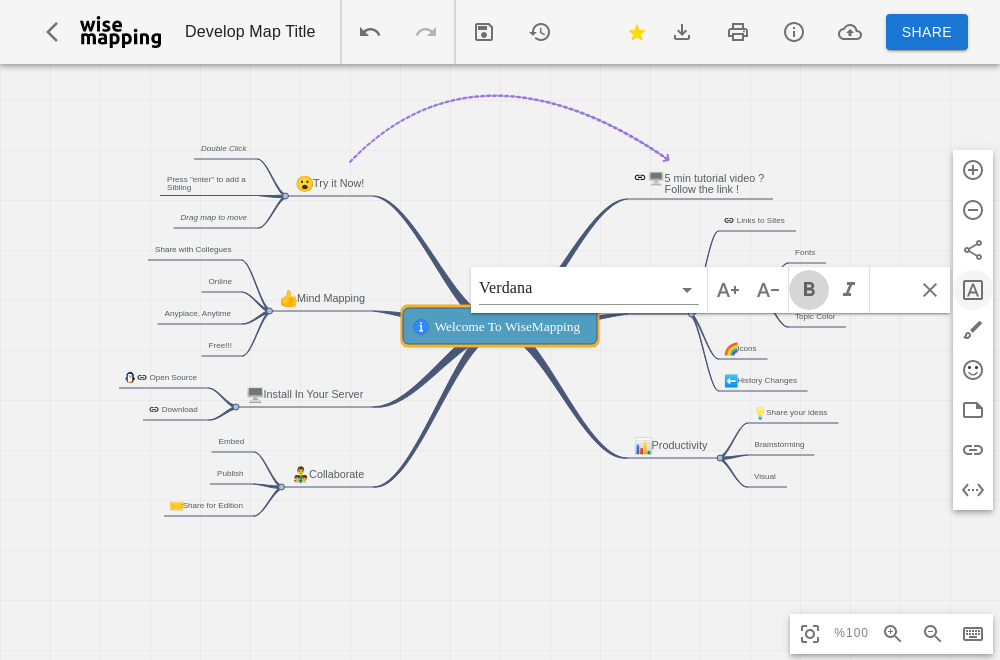 wise
mapping
Develop Map Title
SHARE
Double Click
Press "enter" to add a
Sibling
Drag map to move
Try it Now!
5 min tutorial video ?
Follow the link !
Links to Sites
Fonts
Topic Color
Share with Collegues
Online
Anyplace, Anytime
Free!!!
Mind Mapping
Verdana
A+
A−
B
I
A
Welcome To WiseMapping
Icons
History Changes
Open Source
Download
Install In Your Server
Embed
Publish
Share for Edition
Collaborate
Productivity
Share your ideas
Brainstorming
Visual
%100